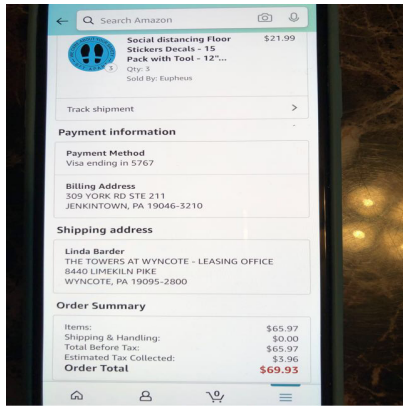 Search Amazon
Social distancing Floor $21.99
Stickers Decals - 15
Pack with Tool - 12"...
Qty: 3
Sold By: Eupheus
3
Track shipment >
Payment information
Payment Method
Visa ending in 5767
Billing Address
309 YORK RD STE 211
JENKINTOWN, PA 19046-3210
Shipping address
Linda Barder
THE TOWERS AT WYNCOTE - LEASING OFFICE
8440 LIMEKILN PIKE
WYNCOTE, PA 19095-2800
Order Summary
Items: $65.97
Shipping & Handling: $0.00
Total Before Tax: $65.97
Estimated Tax Collected: $3.96
Order Total $69.93
0